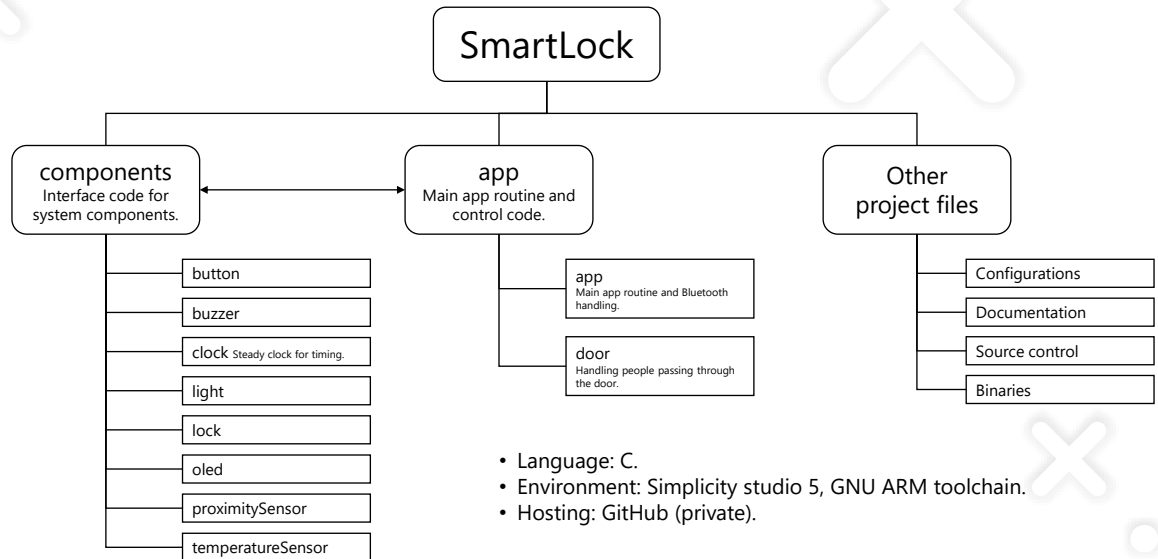 SmartLock
components
Interface code for
system components.
app
Main app routine and
control code.
Other
project files
button
buzzer
clock Steady clock for timing.
light
lock
oled
proximitySensor
temperatureSensor
app
Main app routine and Bluetooth
handling.
door
Handling people passing through
the door.
Configurations
Documentation
Source control
Binaries
• Language: C.
• Environment: Simplicity studio 5, GNU ARM toolchain.
• Hosting: GitHub (private).